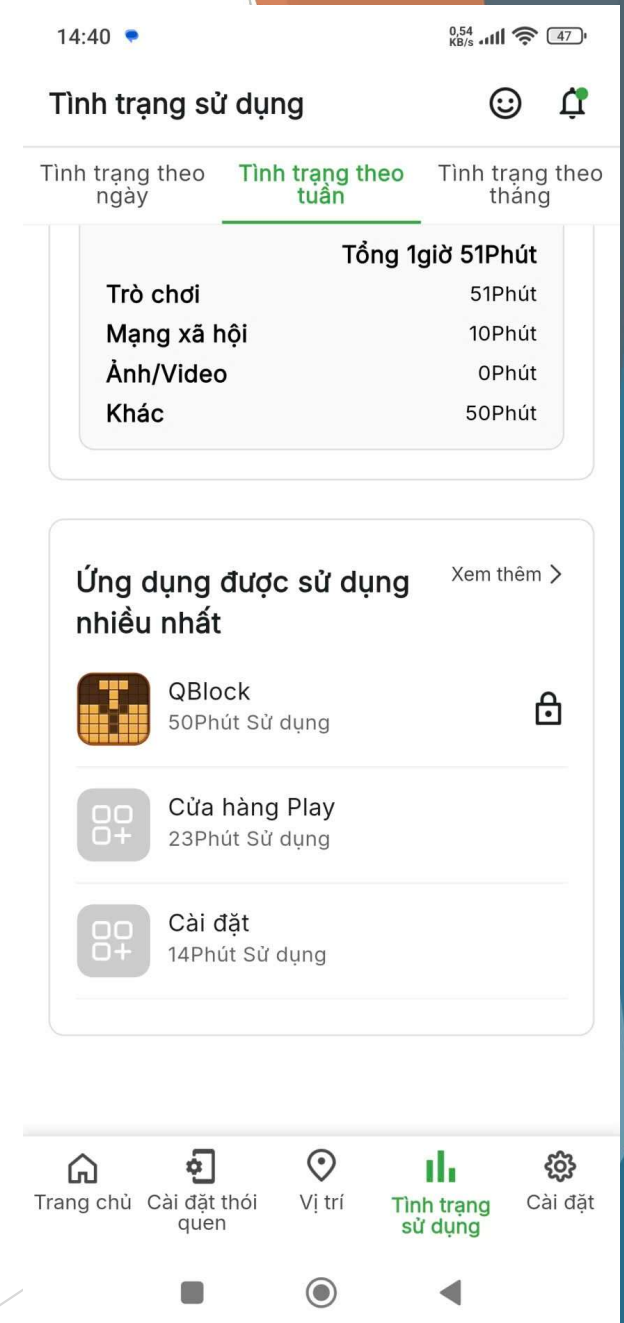 14:40
0,54
KB/s
47
Tình trạng sử dụng
Tình trạng theo
ngày
Tình trạng theo
tuần
Tình trạng theo
tháng
Tổng 1giờ 51Phút
Trò chơi 51Phút
Mạng xã hội 10Phút
Ảnh/Video 0Phút
Khác 50Phút
Ứng dụng được sử dụng
nhiều nhất
Xem thêm
QBlock
50Phút Sử dụng
Cửa hàng Play
23Phút Sử dụng
Cài đặt
14Phút Sử dụng
Trang chủ
Cài đặt thói
quen
Vị trí
Tình trạng
sử dụng
Cài đặt